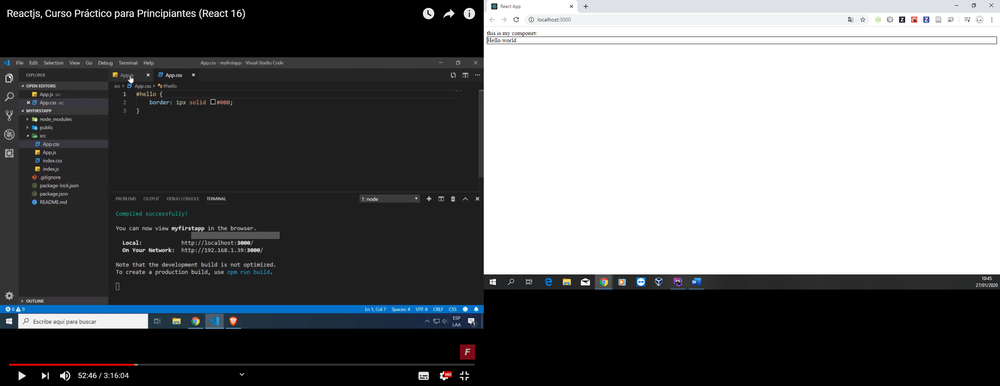 Reactjs, Curso Práctico para Principiantes (React 16)
File Edit Selection View Go Debug Terminal Help
App.css - myfirstapp - Visual Studio Code
EXPLORER
App.js
App.css
OPEN EDITORS
src > App.css > #hello
App.js src
App.css src
MYFIRSTAPP
node_modules
public
src
App.css
App.js
index.css
index.js
.gitignore
package-lock.json
package.json
README.md
OUTLINE
1 #hello {
2 border: 1px solid #000;
3 }
PROBLEMS OUTPUT DEBUG CONSOLE TERMINAL
1: node
Compiled successfully!
You can now view myfirstapp in the browser.
Local: http://localhost:3000/
On Your Network: http://192.168.1.39:3000/
Note that the development build is not optimized.
To create a production build, use npm run build.
0 0
Ln 1, Col 7 Spaces: 4 UTF-8 CRLF CSS
Escribe aquí para buscar
ESP
LAA
1
F
52:46 / 3:16:04
HD
React App
localhost:3000
this is my componet:
Hello world
10:45
27/01/2020